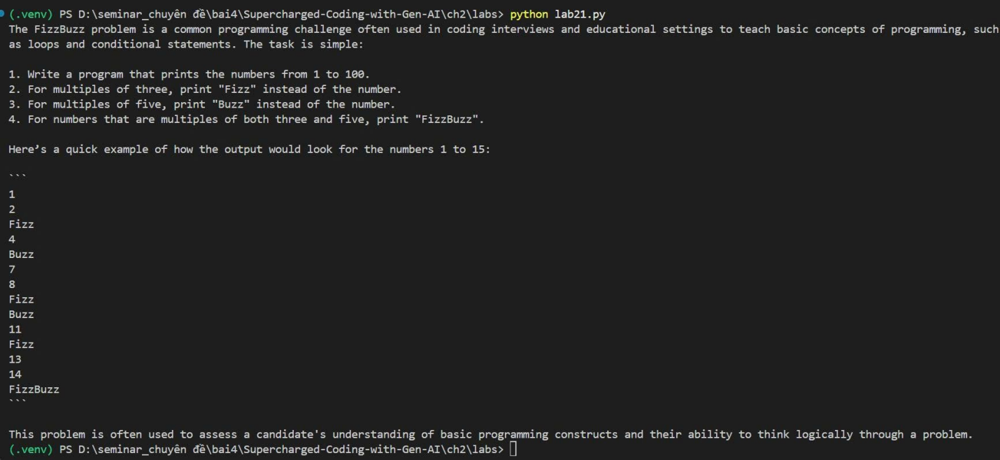 (.venv) PS D:\seminar_chuyên đề\bai4\Supercharged-Coding-with-Gen-AI\ch2\labs> python lab21.py
The FizzBuzz problem is a common programming challenge often used in coding interviews and educational settings to teach basic concepts of programming, such
as loops and conditional statements. The task is simple:

1. Write a program that prints the numbers from 1 to 100.
2. For multiples of three, print "Fizz" instead of the number.
3. For multiples of five, print "Buzz" instead of the number.
4. For numbers that are multiples of both three and five, print "FizzBuzz".

Here’s a quick example of how the output would look for the numbers 1 to 15:

```
1
2
Fizz
4
Buzz
7
8
Fizz
Buzz
11
Fizz
13
14
FizzBuzz
```

This problem is often used to assess a candidate's understanding of basic programming constructs and their ability to think logically through a problem.
(.venv) PS D:\seminar_chuyên đề\bai4\Supercharged-Coding-with-Gen-AI\ch2\labs>